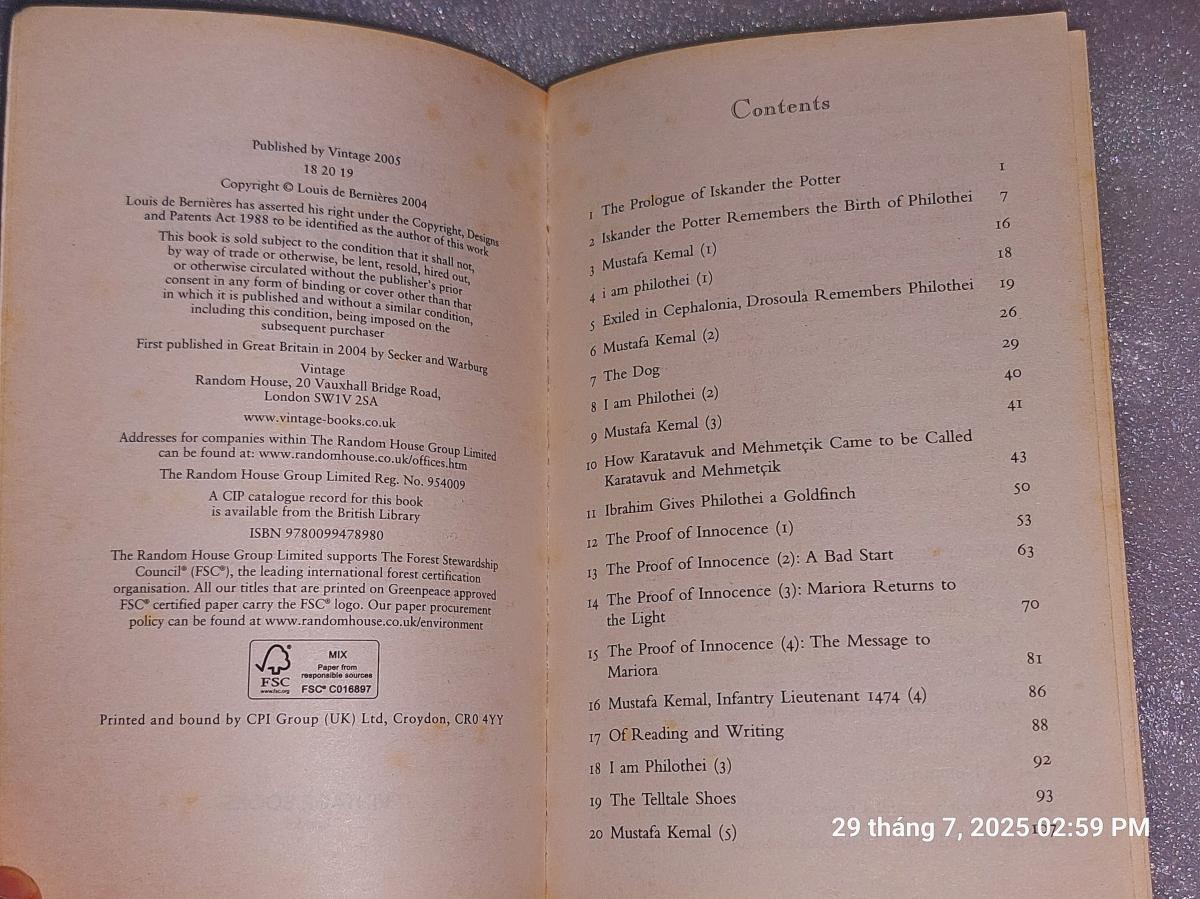 Published by Vintage 2005
18 20 19
Copyright © Louis de Bernières 2004
Louis de Bernières has asserted his right under the Copyright, Designs
and Patents Act 1988 to be identified as the author of this work
This book is sold subject to the condition that it shall not,
by way of trade or otherwise, be lent, resold, hired out,
or otherwise circulated without the publisher's prior
consent in any form of binding or cover other than that
in which it is published and without a similar condition,
including this condition, being imposed on the
subsequent purchaser
First published in Great Britain in 2004 by Secker and Warburg
Vintage
Random House, 20 Vauxhall Bridge Road,
London SW1V 2SA
www.vintage-books.co.uk
Addresses for companies within The Random House Group Limited
can be found at: www.randomhouse.co.uk/offices.htm
The Random House Group Limited Reg. No. 954009
A CIP catalogue record for this book
is available from the British Library
ISBN 9780099478980
The Random House Group Limited supports The Forest Stewardship
Council® (FSC®), the leading international forest certification
organisation. All our titles that are printed on Greenpeace approved
FSC® certified paper carry the FSC® logo. Our paper procurement
policy can be found at www.randomhouse.co.uk/environment
FSC
www.fsc.org
MIX
Paper from
responsible sources
FSC® C016897
Printed and bound by CPI Group (UK) Ltd, Croydon, CR0 4YY
Contents
1 The Prologue of Iskander the Potter 1
2 Iskander the Potter Remembers the Birth of Philothei 7
3 Mustafa Kemal (1) 16
4 i am philothei (1) 18
5 Exiled in Cephalonia, Drosoula Remembers Philothei 19
6 Mustafa Kemal (2) 26
7 The Dog 29
8 I am Philothei (2) 40
9 Mustafa Kemal (3) 41
10 How Karatavuk and Mehmetçik Came to be Called
Karatavuk and Mehmetçik 43
11 Ibrahim Gives Philothei a Goldfinch 50
12 The Proof of Innocence (1) 53
13 The Proof of Innocence (2): A Bad Start 63
14 The Proof of Innocence (3): Mariora Returns to
the Light 70
15 The Proof of Innocence (4): The Message to
Mariora 81
16 Mustafa Kemal, Infantry Lieutenant 1474 (4) 86
17 Of Reading and Writing 88
18 I am Philothei (3) 92
19 The Telltale Shoes 93
20 Mustafa Kemal (5) 107
29 tháng 7, 2025 02:59 PM